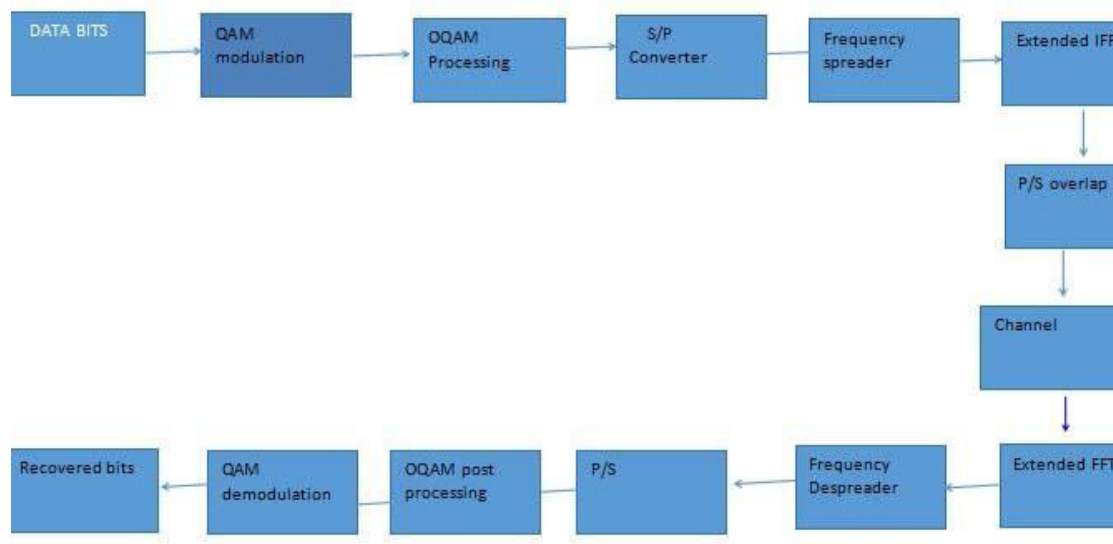 DATA BITS
QAM
modulation
OQAM
Processing
S/P
Converter
Frequency
spreader
Extended IFF
P/S overlap
Channel
Extended FFT
Frequency
Despreader
P/S
OQAM post
processing
QAM
demodulation
Recovered bits